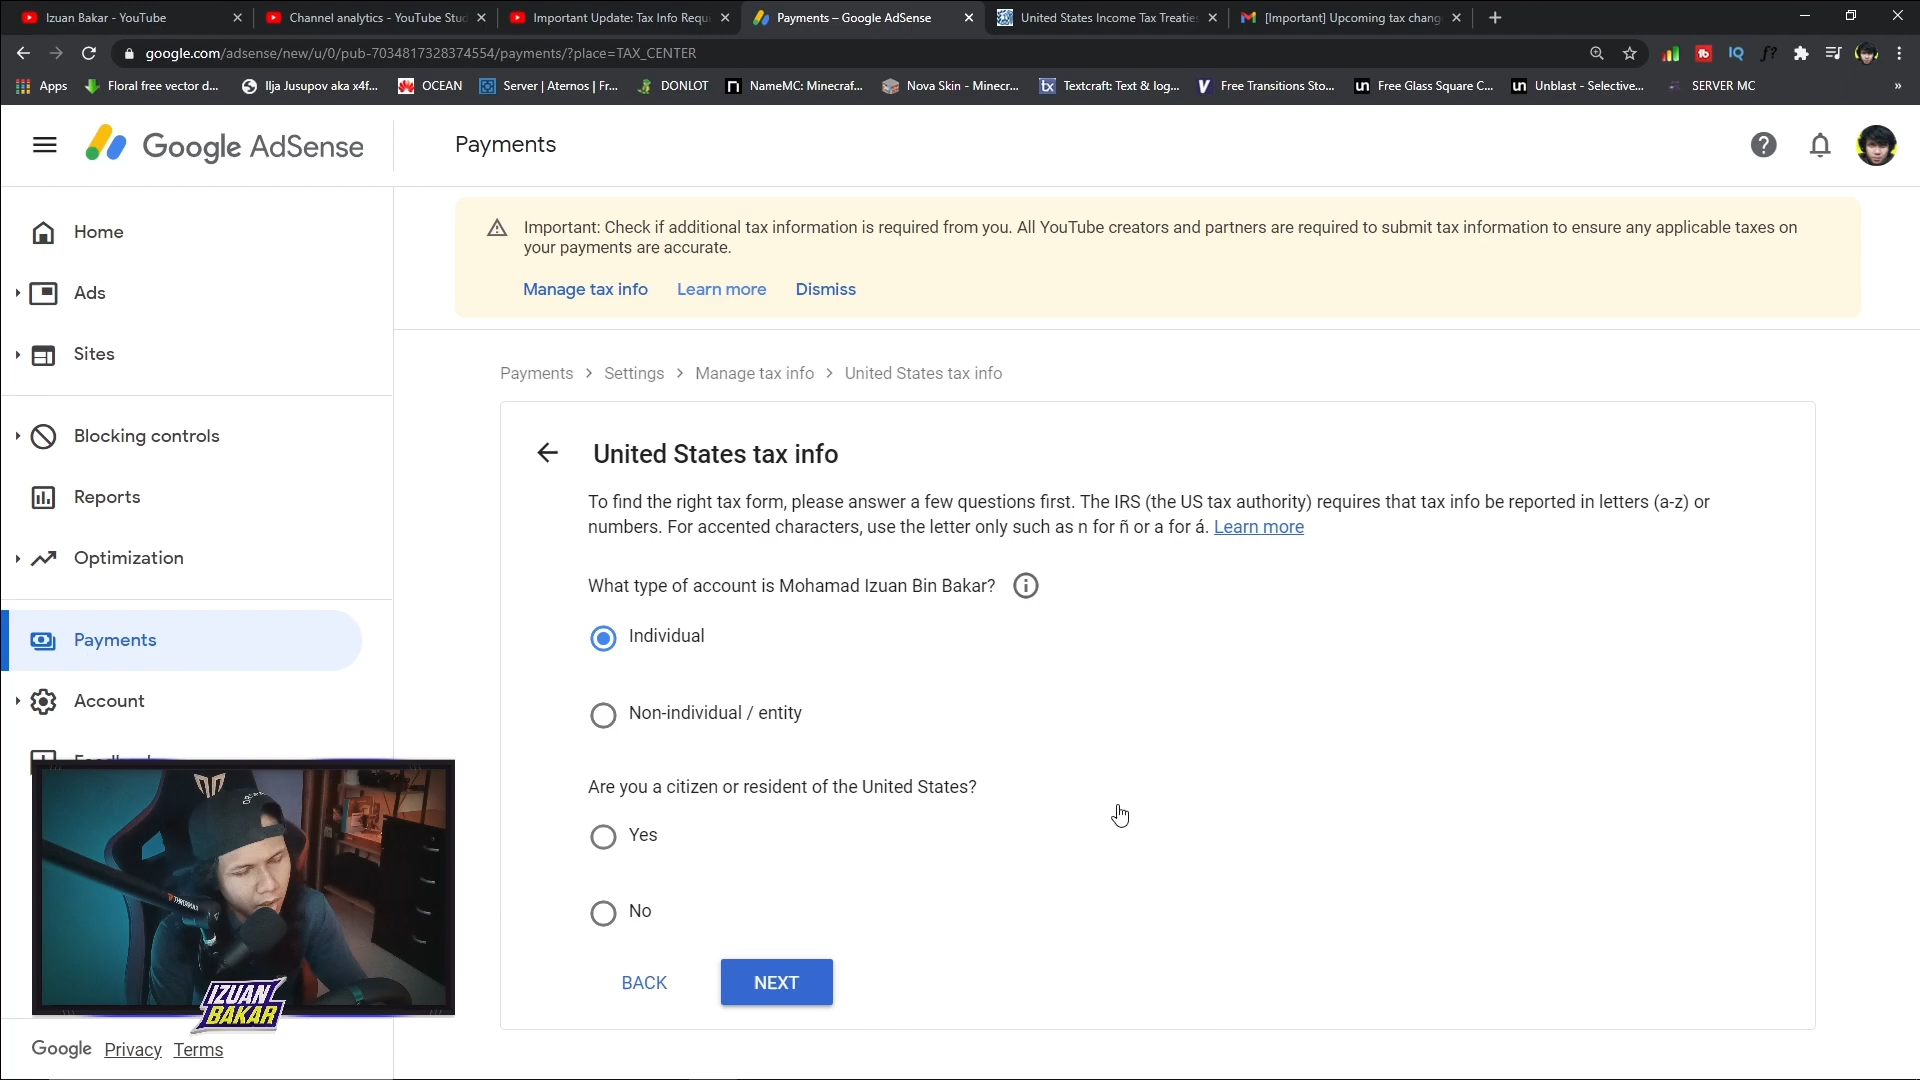 Izuan Bakar - YouTube
Channel analytics - YouTube Stud
Important Update: Tax Info Requ
Payments – Google AdSense
United States Income Tax Treatie
[Important] Upcoming tax chang
google.com/adsense/new/u/0/pub-7034817328374554/payments/?place=TAX_CENTER
Apps
Floral free vector d...
Ilja Jusupov aka x4f...
OCEAN
Server | Aternos | Fr...
DONLOT
NameMC: Minecraf...
Nova Skin - Minecr...
Textcraft: Text & log...
Free Transitions Sto...
Free Glass Square C...
Unblast - Selective...
SERVER MC
Google AdSense
Payments
Important: Check if additional tax information is required from you. All YouTube creators and partners are required to submit tax information to ensure any applicable taxes on
your payments are accurate.
Manage tax info Learn more Dismiss
Home
Ads
Sites
Blocking controls
Reports
Optimization
Payments
Account
Payments > Settings > Manage tax info > United States tax info
United States tax info
To find the right tax form, please answer a few questions first. The IRS (the US tax authority) requires that tax info be reported in letters (a-z) or
numbers. For accented characters, use the letter only such as n for ñ or a for á. Learn more
What type of account is Mohamad Izuan Bin Bakar?
Individual
Non-individual / entity
Are you a citizen or resident of the United States?
Yes
No
BACK NEXT
IZUAN
BAKAR
Google Privacy Terms